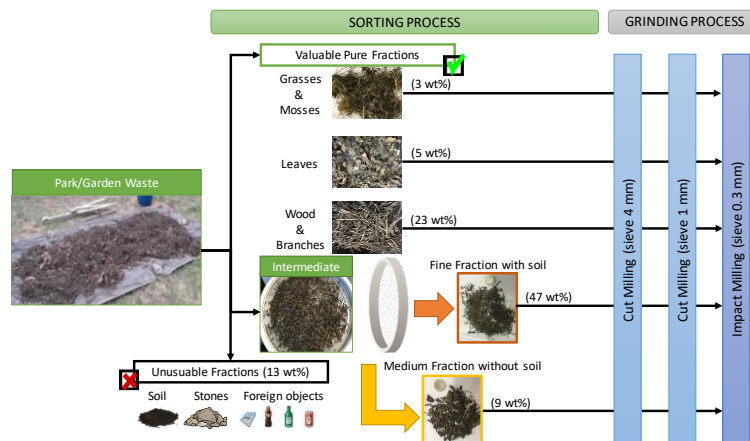 SORTING PROCESS
GRINDING PROCESS
Valuable Pure Fractions
Grasses
&
Mosses
(3 wt%)
Leaves
(5 wt%)
Park/Garden Waste
Wood
&
Branches
(23 wt%)
Intermediate
Fine Fraction with soil
(47 wt%)
Unusuable Fractions (13 wt%)
Medium Fraction without soil
(9 wt%)
Soil
Stones
Foreign objects
Cut Milling (sieve 4 mm)
Cut Milling (sieve 1 mm)
Impact Milling (sieve 0.3 mm)